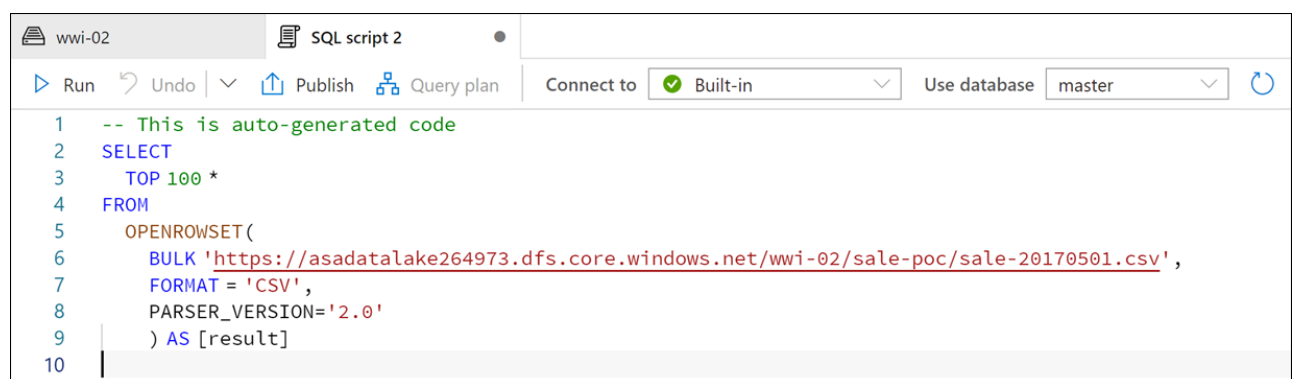 wwi-02 SQL script 2
Run Undo Publish Query plan Connect to Built-in Use database master
1 -- This is auto-generated code
2 SELECT
3 TOP 100 *
4 FROM
5 OPENROWSET(
6 BULK 'https://asadatalake264973.dfs.core.windows.net/wwi-02/sale-poc/sale-20170501.csv',
7 FORMAT = 'CSV',
8 PARSER_VERSION='2.0'
9 ) AS [result]
10